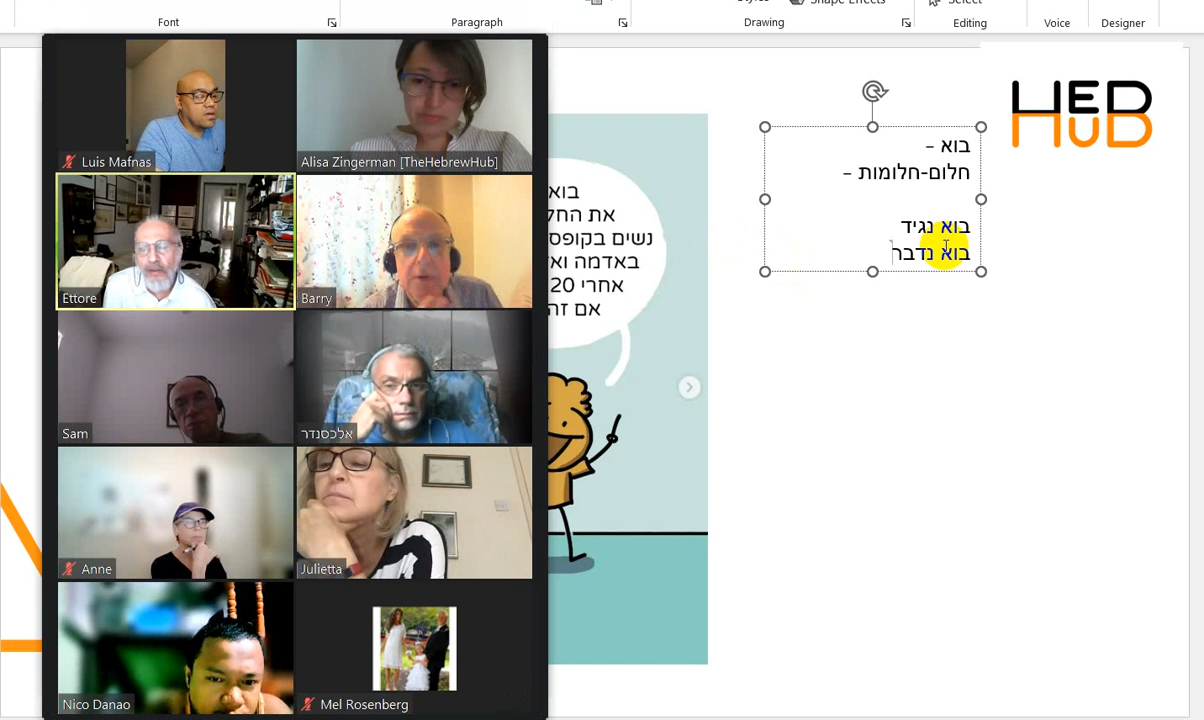 Font
Paragraph
Drawing
Editing
Voice
Designer
Shape Effects
Select
Luis Mafnas
Alisa Zingerman [TheHebrewHub]
Ettore
Barry
Sam
אלכסנדר
Anne
Julietta
Nico Danao
Mel Rosenberg
בוא
את
נשים בקופס
באדמה
אחרי 20
אם זה
בוא –
חלום-חלומות –
בוא נגיד
בוא נדבר
HEB
HUB